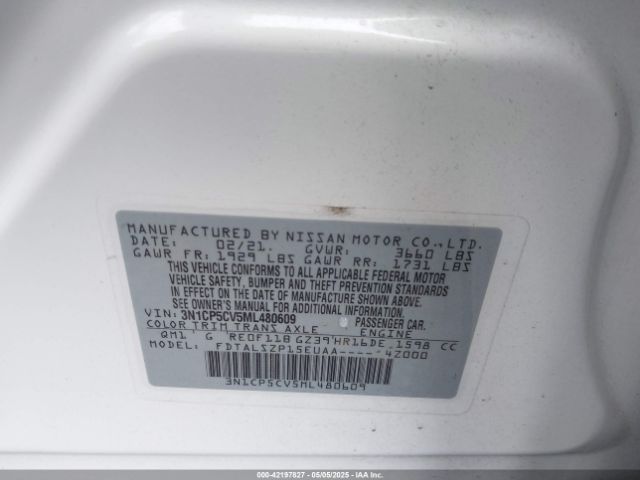 MANUFACTURED BY NISSAN MOTOR CO.,LTD.
DATE: 02/21. GVWR: 3660 LBS
GAWR FR: 1929 LBS GAWR RR: 1731 LBS
THIS VEHICLE CONFORMS TO ALL APPLICABLE FEDERAL MOTOR
VEHICLE SAFETY, BUMPER AND THEFT PREVENTION STANDARDS
IN EFFECT ON THE DATE OF MANUFACTURE SHOWN ABOVE.
SEE OWNER'S MANUAL FOR ADDITIONAL INFORMATION.
VIN: 3N1CP5CV5ML480609 PASSENGER CAR.
COLOR TRIM TRANS AXLE ENGINE
QM1 G RE0F11B GZ39 HR16DE 1598 CC
MODEL: FDTALSZP15EUAA----4Z000
3N1CP5CV5ML480609
000-42197827 - 05/05/2025 - IAA Inc.